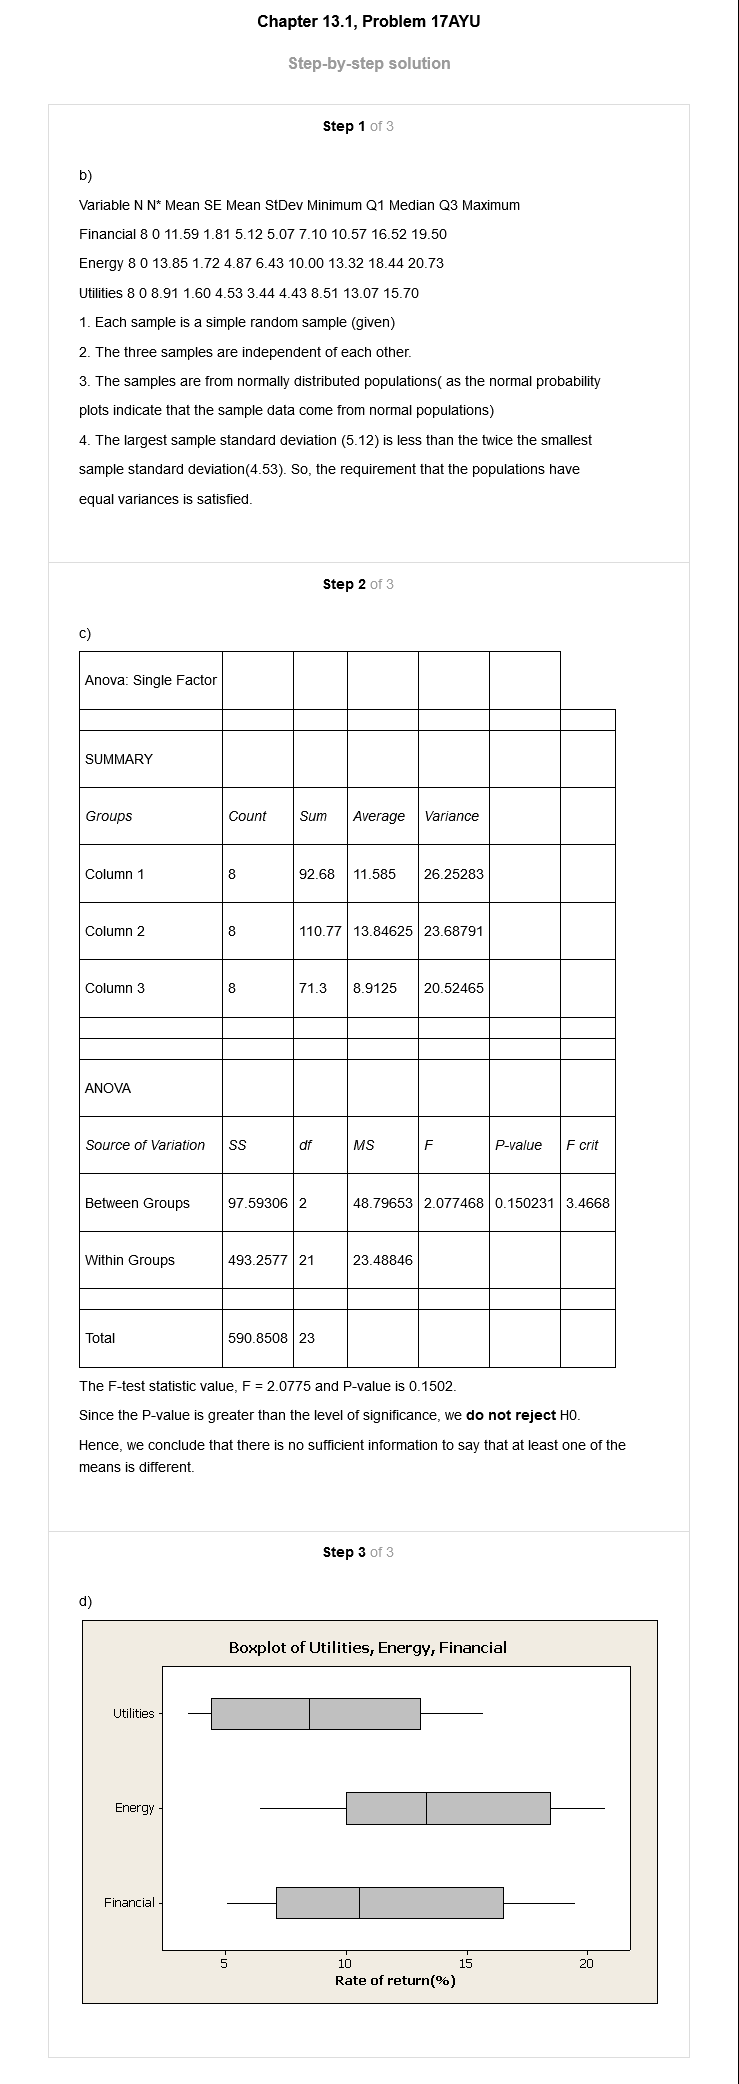 Chapter 13.1, Problem 17AYU
Step-by-step solution
Step 1 of 3
b)
Variable N N* Mean SE Mean StDev Minimum Q1 Median Q3 Maximum
Financial 8 0 11.59 1.81 5.12 5.07 7.10 10.57 16.52 19.50
Energy 8 0 13.85 1.72 4.87 6.43 10.00 13.32 18.44 20.73
Utilities 8 0 8.91 1.60 4.53 3.44 4.43 8.51 13.07 15.70
1. Each sample is a simple random sample (given)
2. The three samples are independent of each other.
3. The samples are from normally distributed populations( as the normal probability
plots indicate that the sample data come from normal populations)
4. The largest sample standard deviation (5.12) is less than the twice the smallest
sample standard deviation(4.53). So, the requirement that the populations have
equal variances is satisfied.
Step 2 of 3
c)
Anova: Single Factor
SUMMARY
Groups Count Sum Average Variance
Column 1 8 92.68 11.585 26.25283
Column 2 8 110.77 13.84625 23.68791
Column 3 8 71.3 8.9125 20.52465
ANOVA
Source of Variation SS df MS F P-value F crit
Between Groups 97.59306 2 48.79653 2.077468 0.150231 3.4668
Within Groups 493.2577 21 23.48846
Total 590.8508 23
The F-test statistic value, F = 2.0775 and P-value is 0.1502.
Since the P-value is greater than the level of significance, we do not reject H0.
Hence, we conclude that there is no sufficient information to say that at least one of the
means is different.
Step 3 of 3
d)
Boxplot of Utilities, Energy, Financial
Utilities
Energy
Financial
5 10 15 20
Rate of return(%)